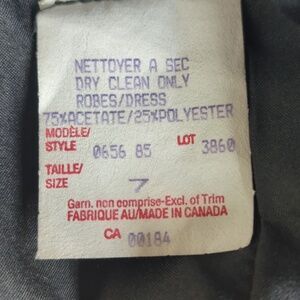 NETTOYER A SEC
DRY CLEAN ONLY
ROBES/DRESS
75%ACETATE/25%POLYESTER
MODÈLE/
STYLE 0656 85 LOT 3860
TAILLE/
SIZE 7
Garn. non comprise-Excl. of Trim
FABRIQUE AU/MADE IN CANADA
CA 00184